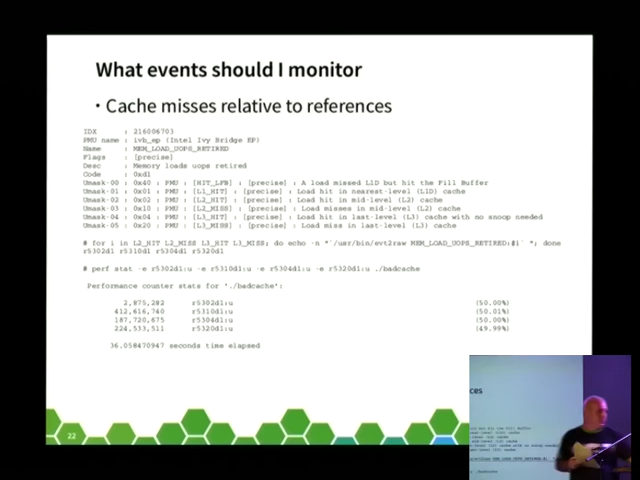 What events should I monitor
• Cache misses relative to references
IDX : 216006703
PMU name : ivb_ep (Intel Ivy Bridge EP)
Name : MEM_LOAD_UOPS_RETIRED
Flags : [precise]
Desc : Memory loads uops retired
Code : 0xd1
Umask-00 : 0x40 : PMU : [HIT_LFB] : [precise] : A load missed L1D but hit the Fill Buffer
Umask-01 : 0x01 : PMU : [L1_HIT] : [precise] : Load hit in nearest-level (L1D) cache
Umask-02 : 0x02 : PMU : [L2_HIT] : [precise] : Load hit in mid-level (L2) cache
Umask-03 : 0x10 : PMU : [L2_MISS] : [precise] : Load misses in mid-level (L2) cache
Umask-04 : 0x04 : PMU : [L3_HIT] : [precise] : Load hit in last-level (L3) cache with no snoop needed
Umask-05 : 0x20 : PMU : [L3_MISS] : [precise] : Load miss in last-level (L3) cache
# for i in L2_HIT L2_MISS L3_HIT L3_MISS; do echo -n "`/usr/bin/evt2raw MEM_LOAD_UOPS_RETIRED:$i` "; done
r5302d1 r5310d1 r5304d1 r5320d1
# perf stat -e r5302d1:u -e r5310d1:u -e r5304d1:u -e r5320d1:u ./badcache
Performance counter stats for './badcache':
2,875,282 r5302d1:u (50.00%)
412,616,740 r5310d1:u (50.01%)
187,720,675 r5304d1:u (50.00%)
224,533,511 r5320d1:u (49.99%)
36.058470947 seconds time elapsed
22